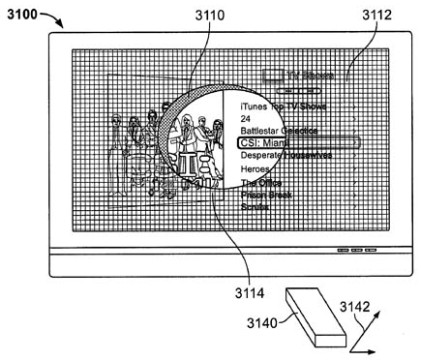 3100
3110
3112
TV Shows
iTunes Top TV Shows
24
Battlestar Galactica
CSI: Miami
Desperate Housewives
Heroes
The Office
Prison Break
Scrubs
3114
3140
3142